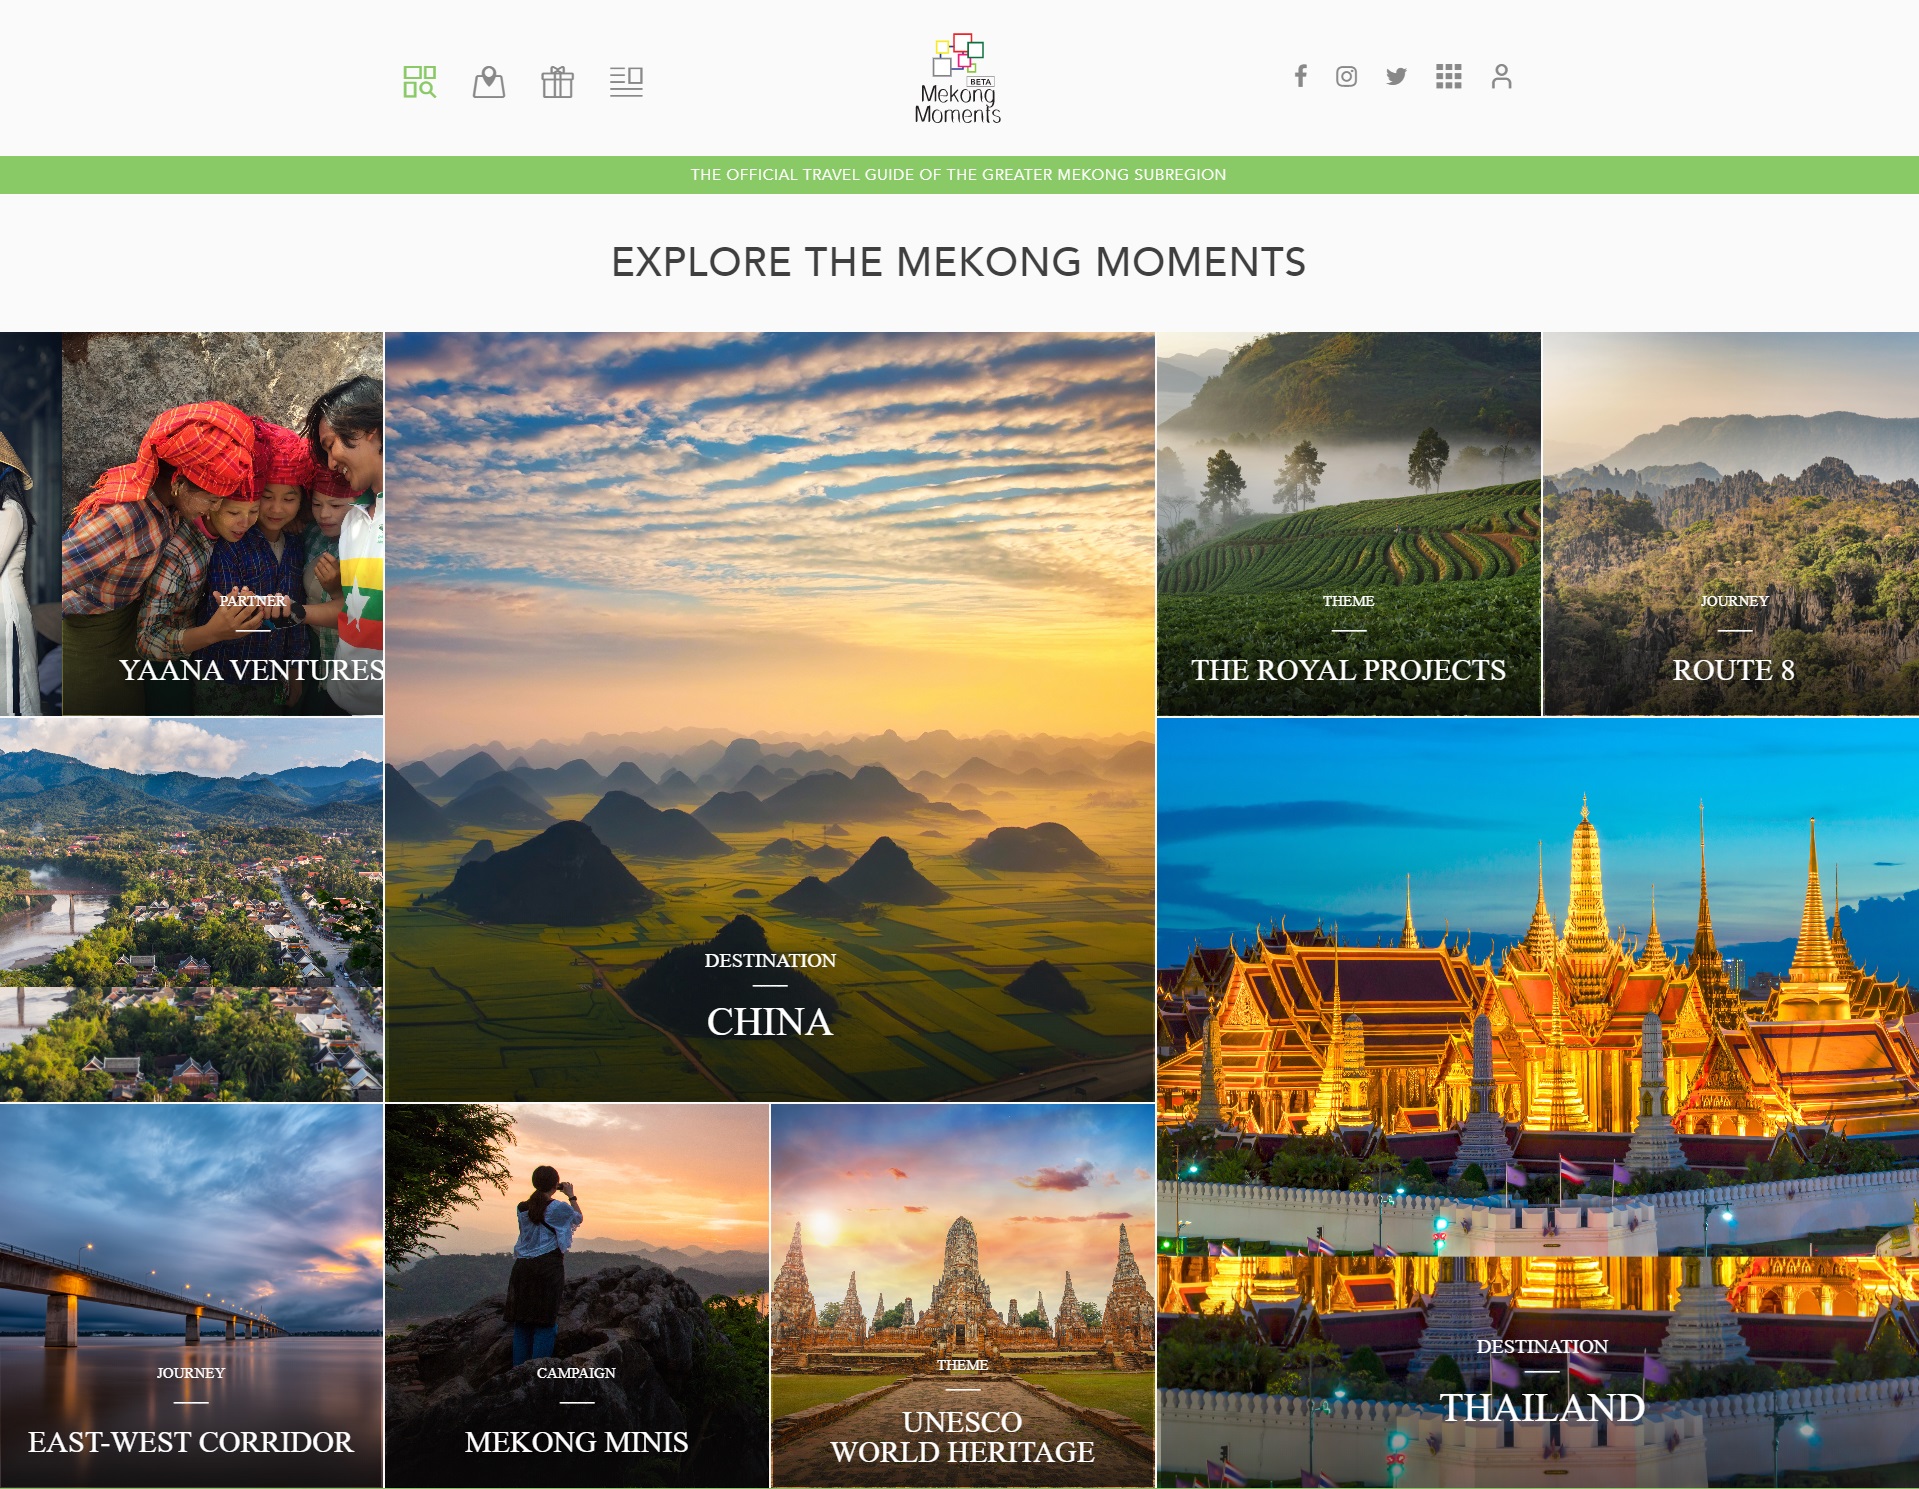 BETA
Mekong
Moments
THE OFFICIAL TRAVEL GUIDE OF THE GREATER MEKONG SUBREGION
EXPLORE THE MEKONG MOMENTS
PARTNER
YAANA VENTURES
THEME
THE ROYAL PROJECTS
JOURNEY
ROUTE 8
DESTINATION
CHINA
DESTINATION
THAILAND
JOURNEY
EAST-WEST CORRIDOR
CAMPAIGN
MEKONG MINIS
THEME
UNESCO
WORLD HERITAGE